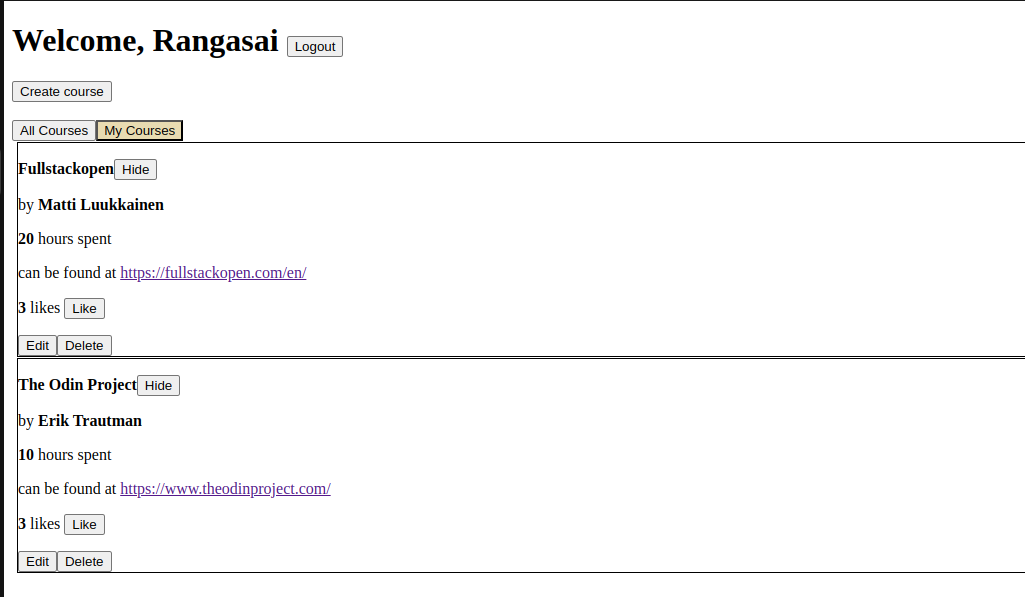 Welcome, Rangasai Logout
Create course
All Courses My Courses
Fullstackopen Hide
by Matti Luukkainen
20 hours spent
can be found at https://fullstackopen.com/en/
3 likes Like
Edit Delete
The Odin Project Hide
by Erik Trautman
10 hours spent
can be found at https://www.theodinproject.com/
3 likes Like
Edit Delete